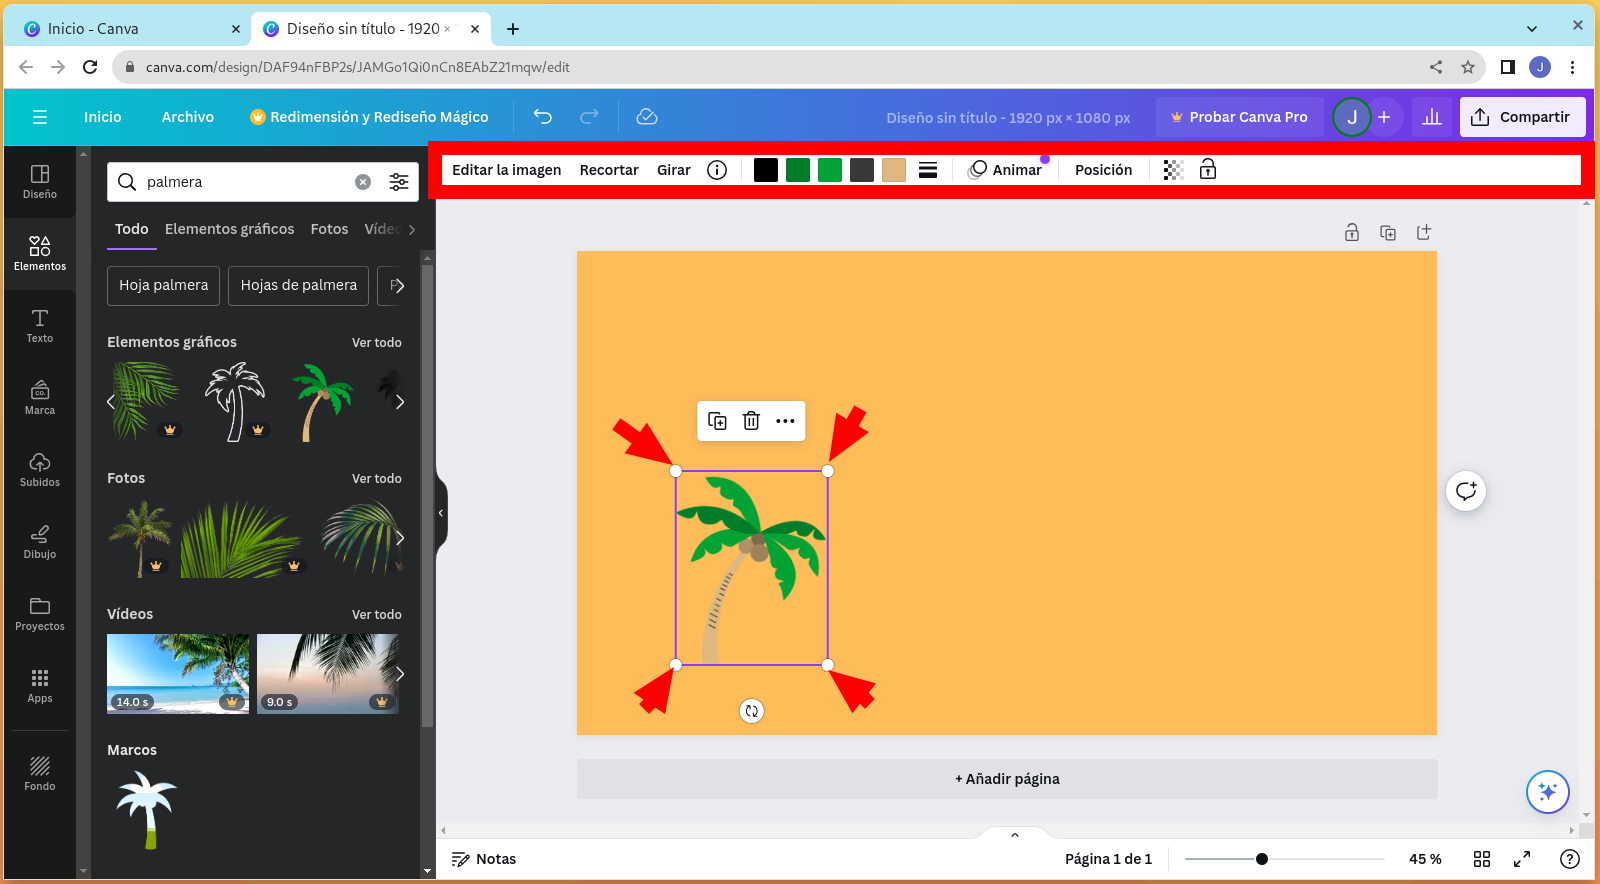 Inicio - Canva
Diseño sin título - 1920 ×
canva.com/design/DAF94nFBP2s/JAMGo1Qi0nCn8EAbZ21mqw/edit
J
Inicio
Archivo
Redimensión y Rediseño Mágico
Diseño sin título - 1920 px × 1080 px
Probar Canva Pro
J
+
Compartir
Editar la imagen
Recortar
Girar
Animar
Posición
Diseño
Elementos
Texto
CO.
Marca
Subidos
Dibujo
Proyectos
Apps
Fondo
palmera
Todo
Elementos gráficos
Fotos
Vídeo
Hoja palmera
Hojas de palmera
Elementos gráficos
Ver todo
Fotos
Ver todo
Vídeos
Ver todo
14.0 s
9.0 s
Marcos
+ Añadir página
Notas
Página 1 de 1
45 %